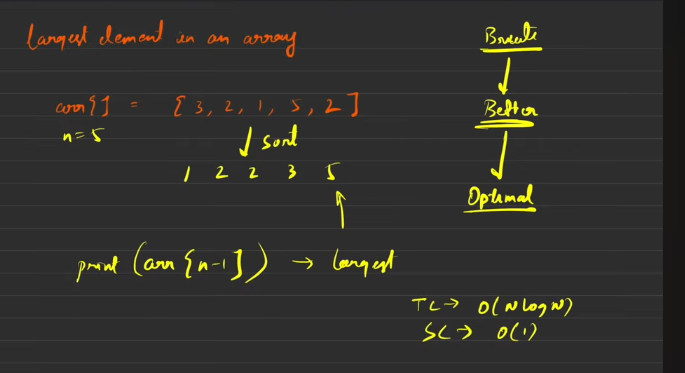 largest element in an array
arr[] = [3, 2, 1, 5, 2]
n=5
sort
1 2 2 3 5
print (arr[n-1]) → largest
TC → O(N log N)
SC → O(1)
Brute
Better
Optimal